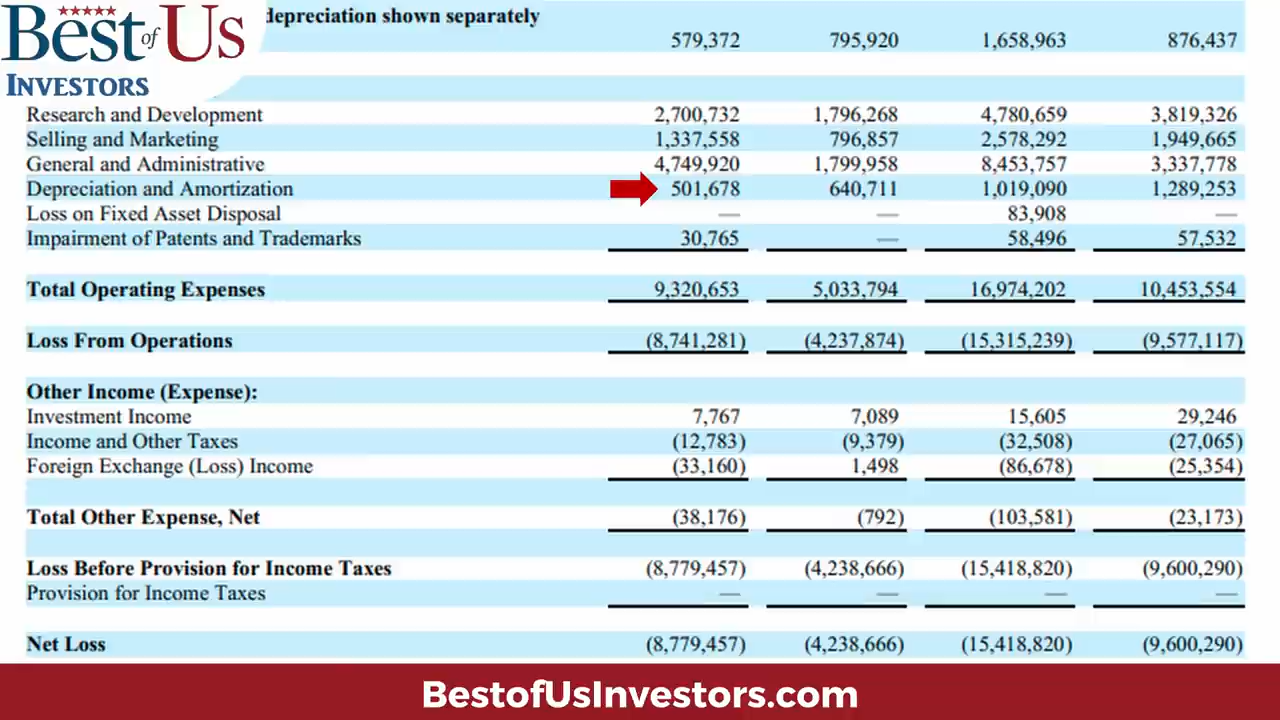 ★★★★★
Best of Us
INVESTORS
depreciation shown separately
579,372 795,920 1,658,963 876,437
Research and Development 2,700,732 1,796,268 4,780,659 3,819,326
Selling and Marketing 1,337,558 796,857 2,578,292 1,949,665
General and Administrative 4,749,920 1,799,958 8,453,757 3,337,778
Depreciation and Amortization 501,678 640,711 1,019,090 1,289,253
Loss on Fixed Asset Disposal — — 83,908 —
Impairment of Patents and Trademarks 30,765 — 58,496 57,532
Total Operating Expenses 9,320,653 5,033,794 16,974,202 10,453,554
Loss From Operations (8,741,281) (4,237,874) (15,315,239) (9,577,117)
Other Income (Expense):
Investment Income 7,767 7,089 15,605 29,246
Income and Other Taxes (12,783) (9,379) (32,508) (27,065)
Foreign Exchange (Loss) Income (33,160) 1,498 (86,678) (25,354)
Total Other Expense, Net (38,176) (792) (103,581) (23,173)
Loss Before Provision for Income Taxes (8,779,457) (4,238,666) (15,418,820) (9,600,290)
Provision for Income Taxes — — — —
Net Loss (8,779,457) (4,238,666) (15,418,820) (9,600,290)
BestofUsInvestors.com